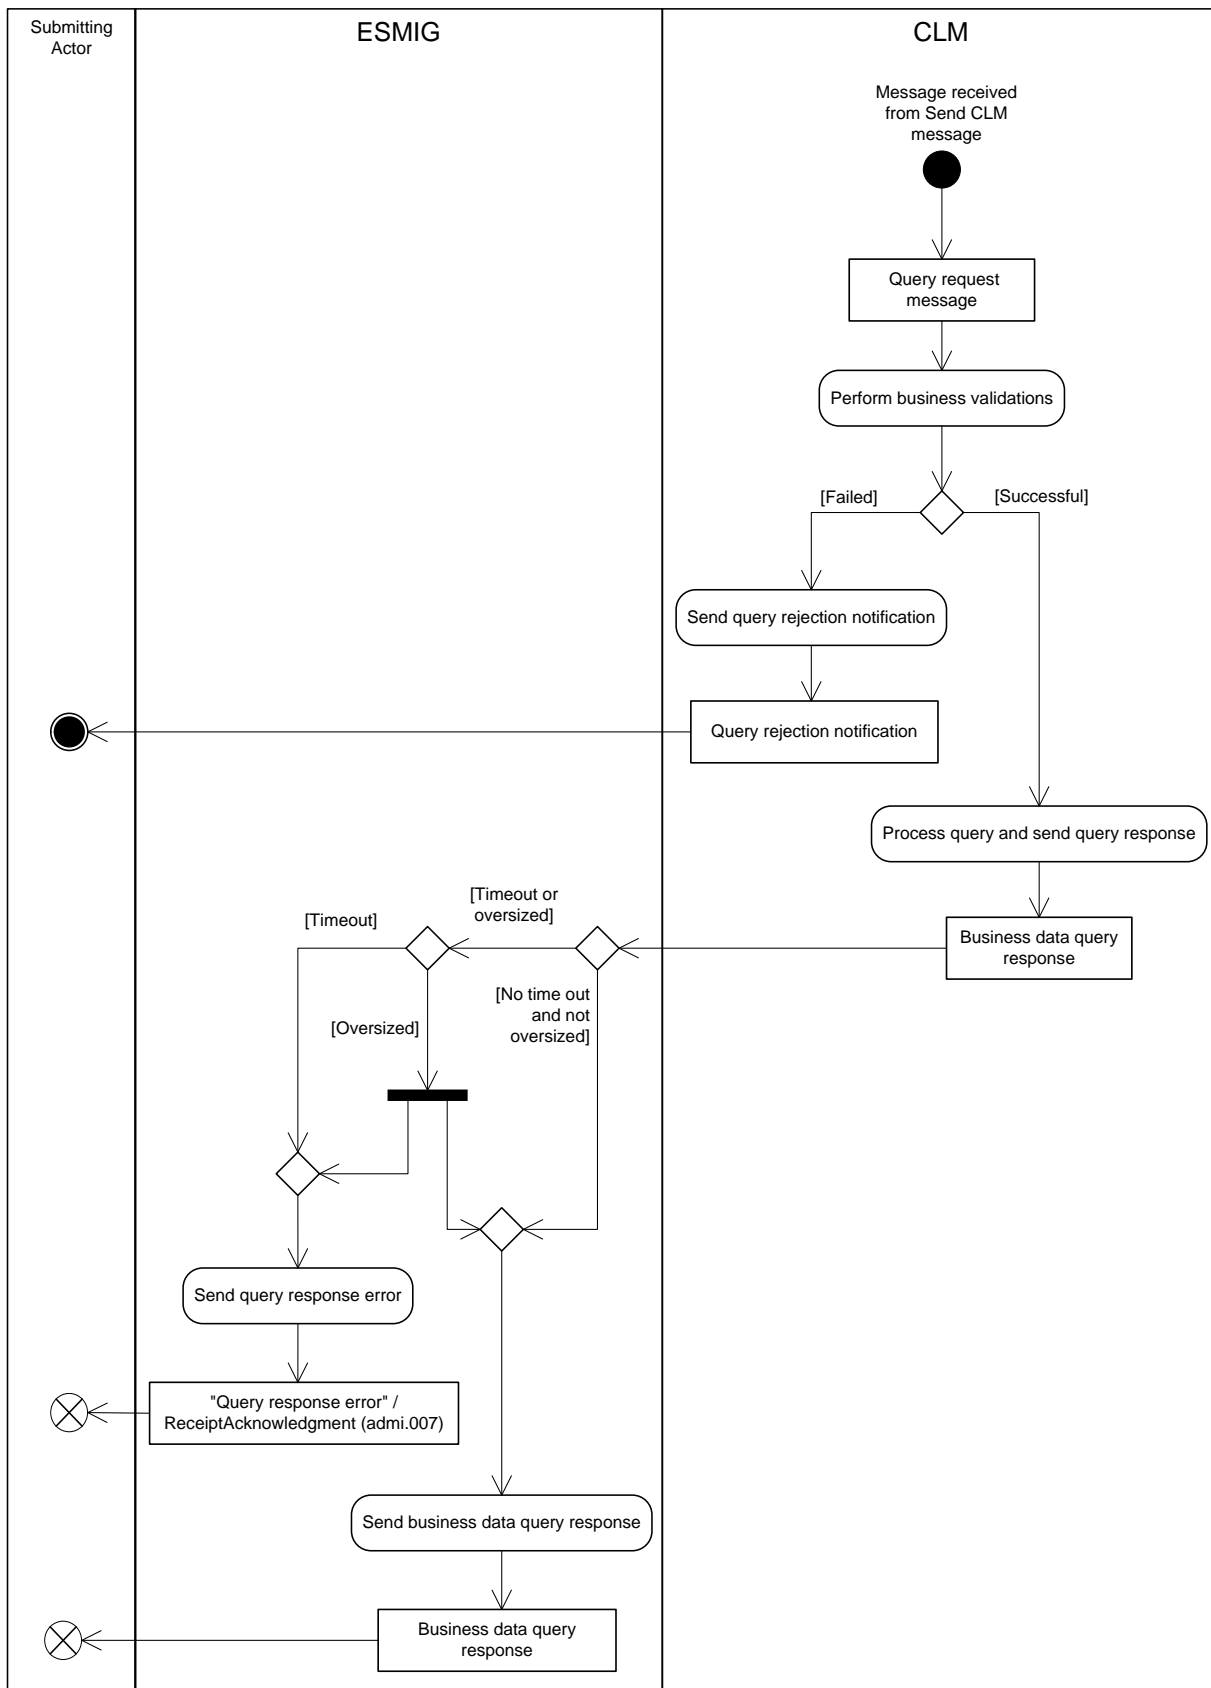 Submitting
Actor
ESMIG
CLM
Message received
from Send CLM
message
Query request
message
Perform business validations
[Failed]
[Successful]
Send query rejection notification
Query rejection notification
Process query and send query response
[Timeout or
oversized]
[Timeout]
Business data query
response
[No time out
and not
oversized]
[Oversized]
Send query response error
"Query response error" /
ReceiptAcknowledgment (admi.007)
Send business data query response
Business data query
response